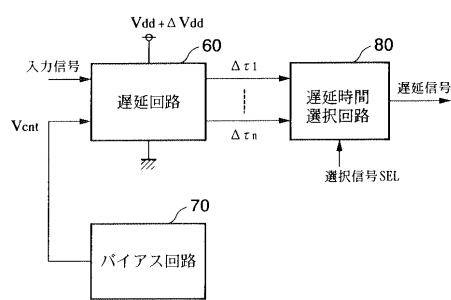 Vdd+ΔVdd
60
80
入力信号
遅延回路
Δτ1
Δτn
遅延時間
選択回路
遅延信号
Vcnt
選択信号SEL
70
バイアス回路